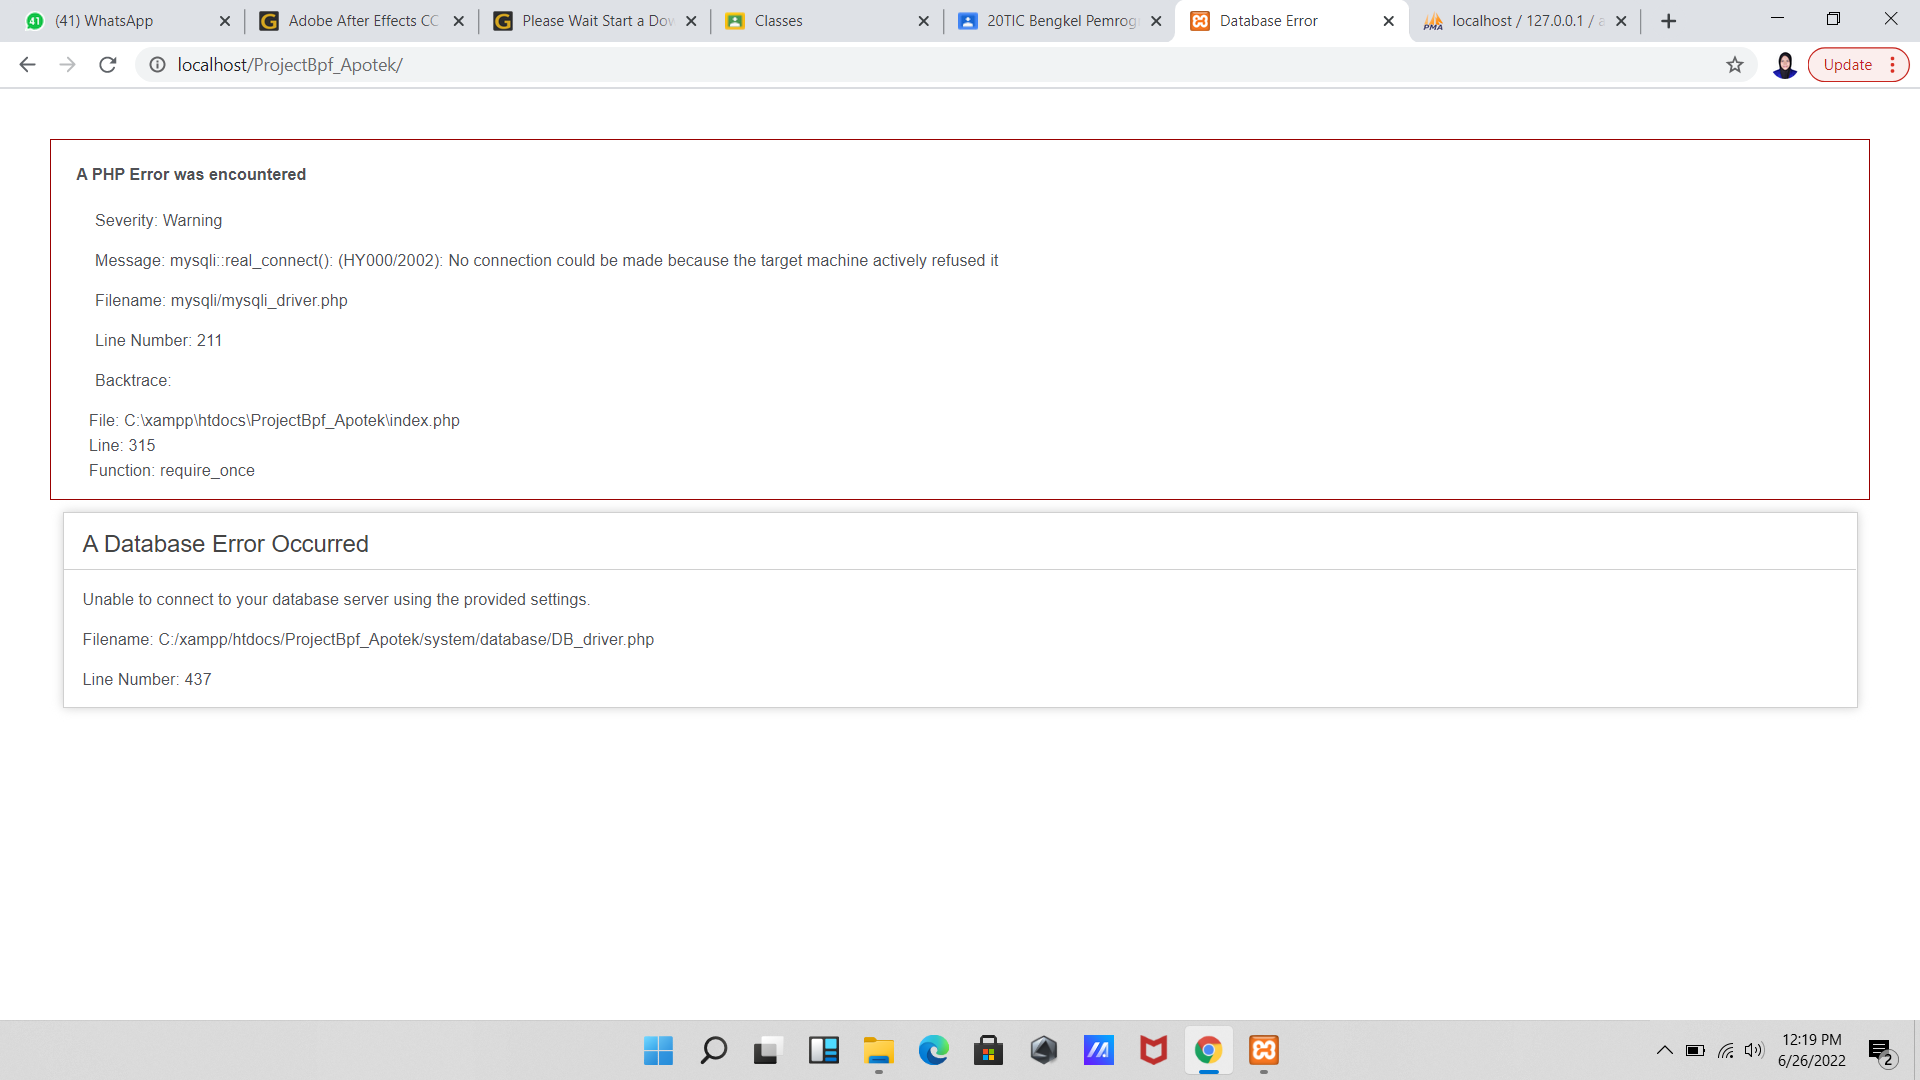 41 (41) WhatsApp
Adobe After Effects CC
Please Wait Start a Dow
Classes
20TIC Bengkel Pemrog
Database Error
PMA localhost / 127.0.0.1 / a
localhost/ProjectBpf_Apotek/
Update
A PHP Error was encountered
Severity: Warning
Message: mysqli::real_connect(): (HY000/2002): No connection could be made because the target machine actively refused it
Filename: mysqli/mysqli_driver.php
Line Number: 211
Backtrace:
File: C:\xampp\htdocs\ProjectBpf_Apotek\index.php
Line: 315
Function: require_once
A Database Error Occurred
Unable to connect to your database server using the provided settings.
Filename: C:/xampp/htdocs/ProjectBpf_Apotek/system/database/DB_driver.php
Line Number: 437
12:19 PM
6/26/2022
2